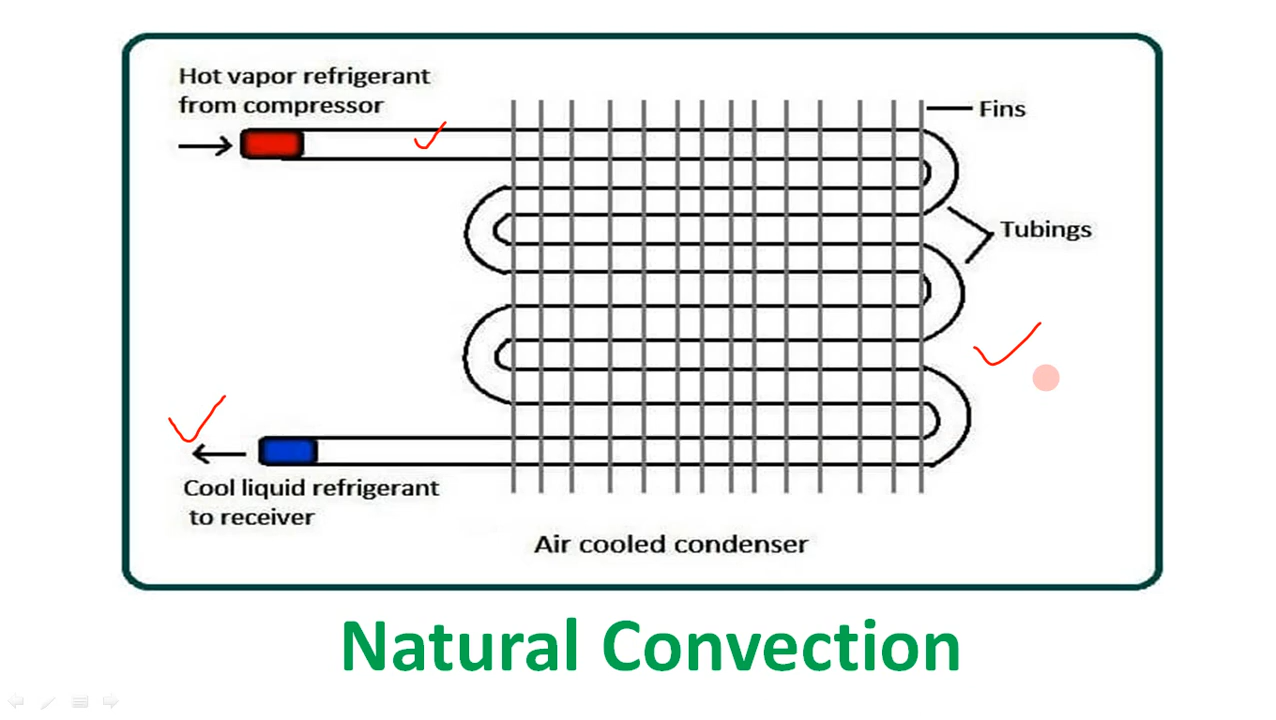 Hot vapor refrigerant
from compressor
Fins
Tubings
Cool liquid refrigerant
to receiver
Air cooled condenser
Natural Convection